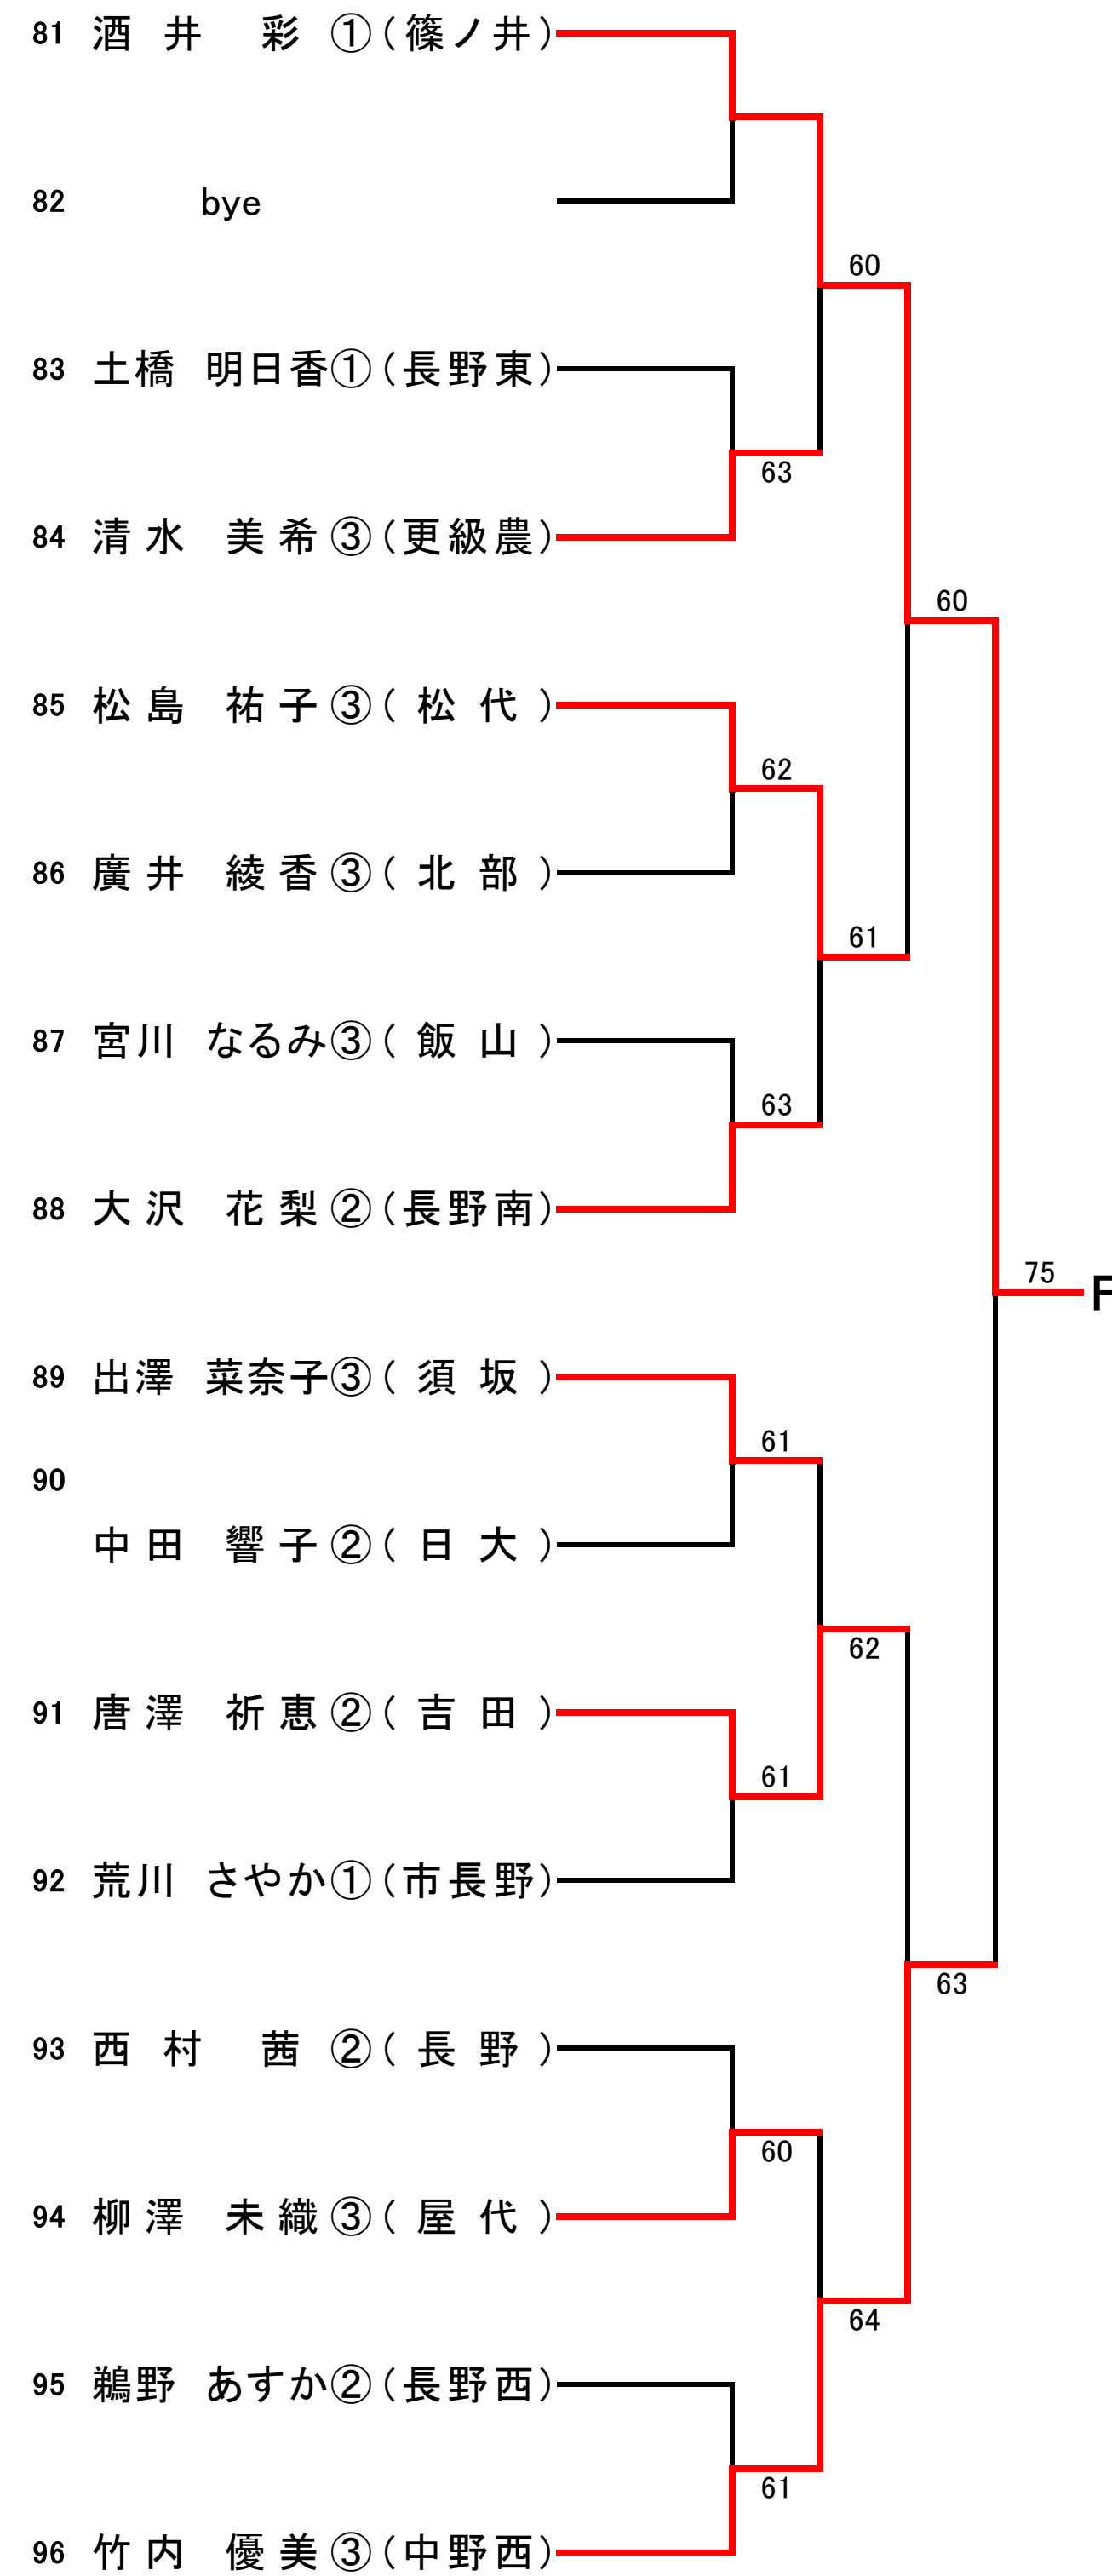 81 酒井 彩 ①(篠ノ井)
82 bye
60
83 土橋 明日香①(長野東)
63
84 清水 美希③(更級農)
60
85 松島 祐子③(松代)
62
86 廣井 綾香③(北部)
61
87 宮川 なるみ③(飯山)
63
88 大沢 花梨②(長野南)
75 F
89 出澤 菜奈子③(須坂)
61
90
中田 響子②(日大)
62
91 唐澤 祈恵②(吉田)
61
92 荒川 さやか①(市長野)
63
93 西村 茜 ②(長野)
60
94 柳澤 未織③(屋代)
64
95 鵜野 あすか②(長野西)
61
96 竹内 優美③(中野西)